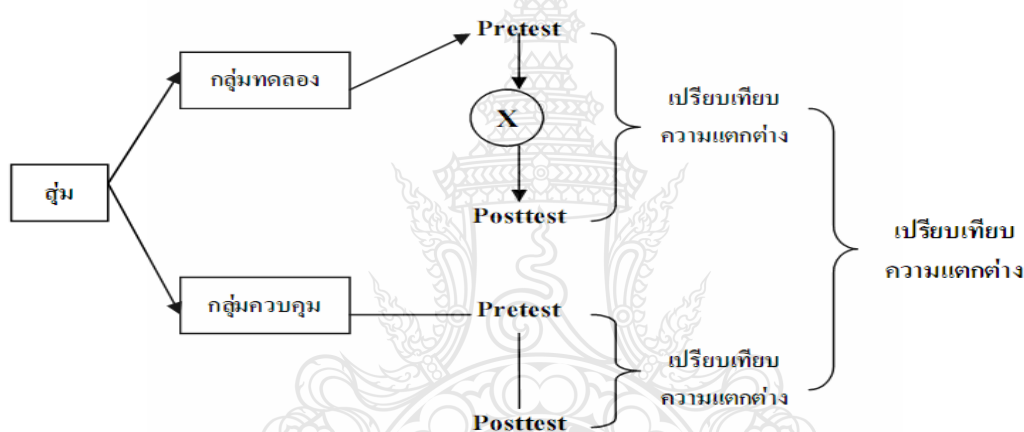 Pretest
กลุ่มทดลอง
X
เปรียบเทียบ
ความแตกต่าง
สุ่ม
Posttest
เปรียบเทียบ
ความแตกต่าง
กลุ่มควบคุม
Pretest
เปรียบเทียบ
ความแตกต่าง
Posttest